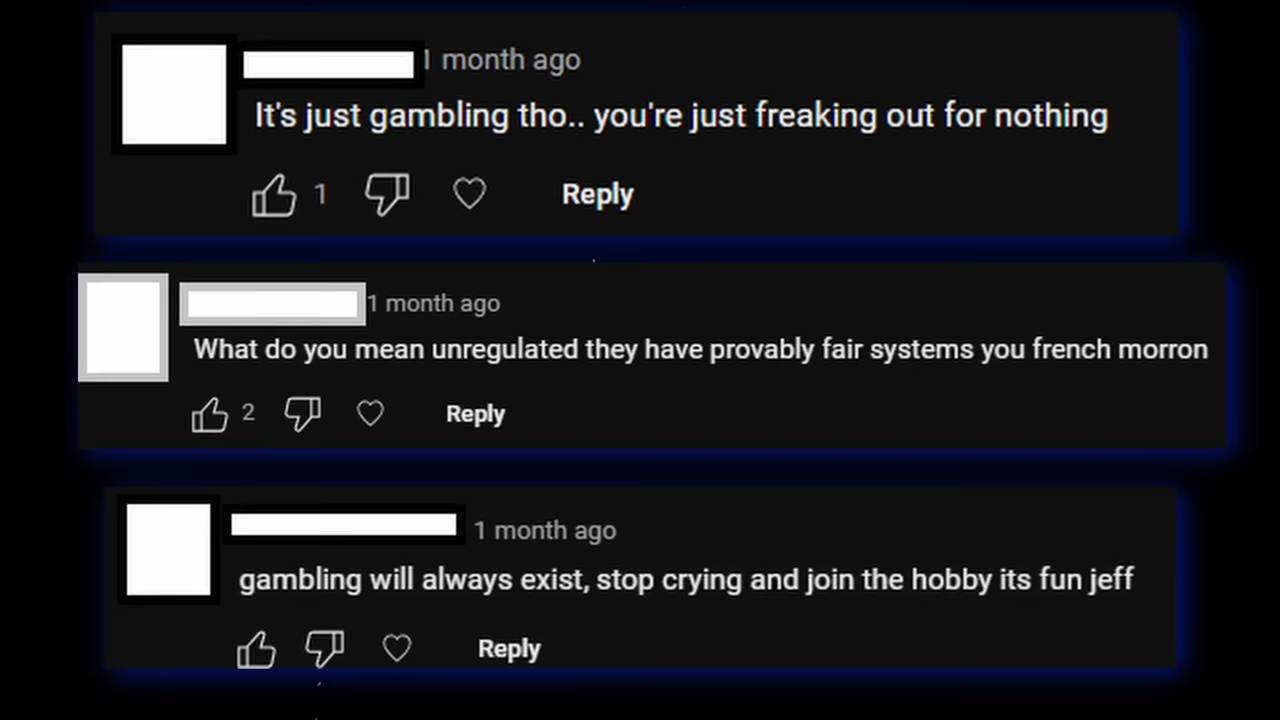 1 month ago
It's just gambling tho.. you're just freaking out for nothing
1
Reply
1 month ago
What do you mean unregulated they have provably fair systems you french morron
2
Reply
1 month ago
gambling will always exist, stop crying and join the hobby its fun jeff
Reply